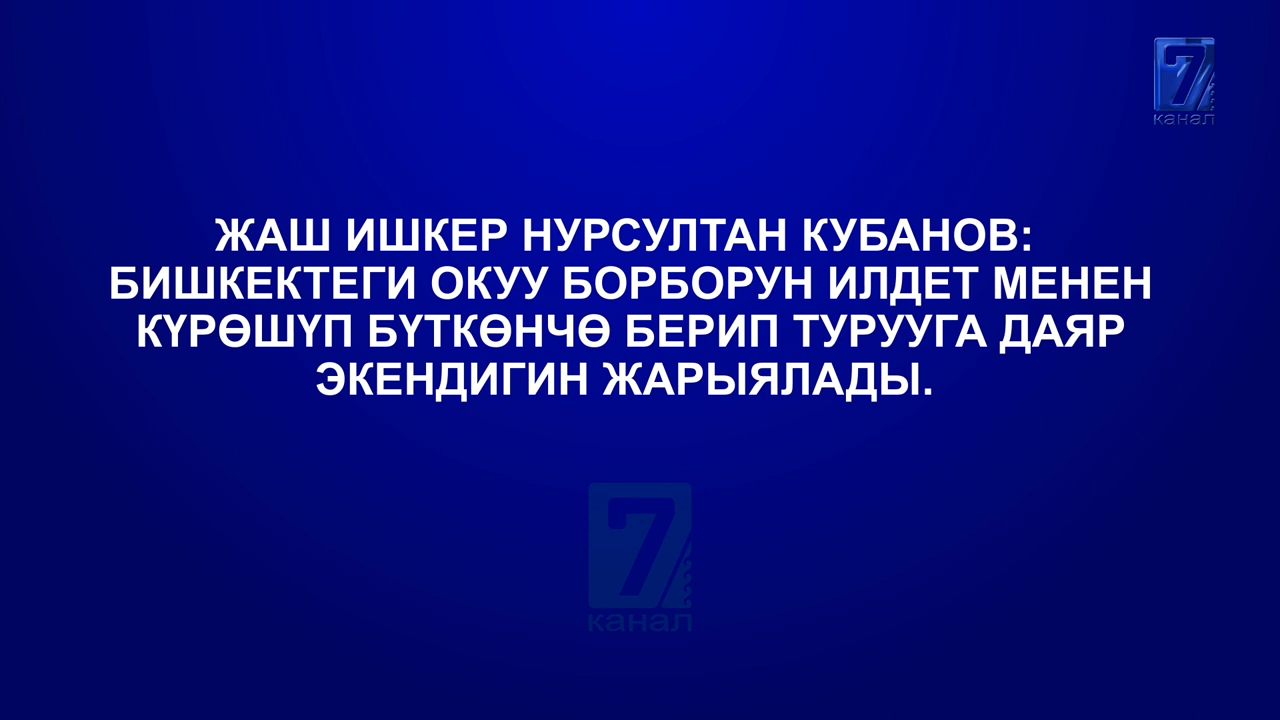 7
канал
ЖАШ ИШКЕР НУРСУЛТАН КУБАНОВ:
БИШКЕКТЕГИ ОКУУ БОРБОРУН ИЛДЕТ МЕНЕН
КҮРӨШҮП БҮТКӨНЧӨ БЕРИП ТУРУУГА ДАЯР
ЭКЕНДИГИН ЖАРЫЯЛАДЫ.
7
канал